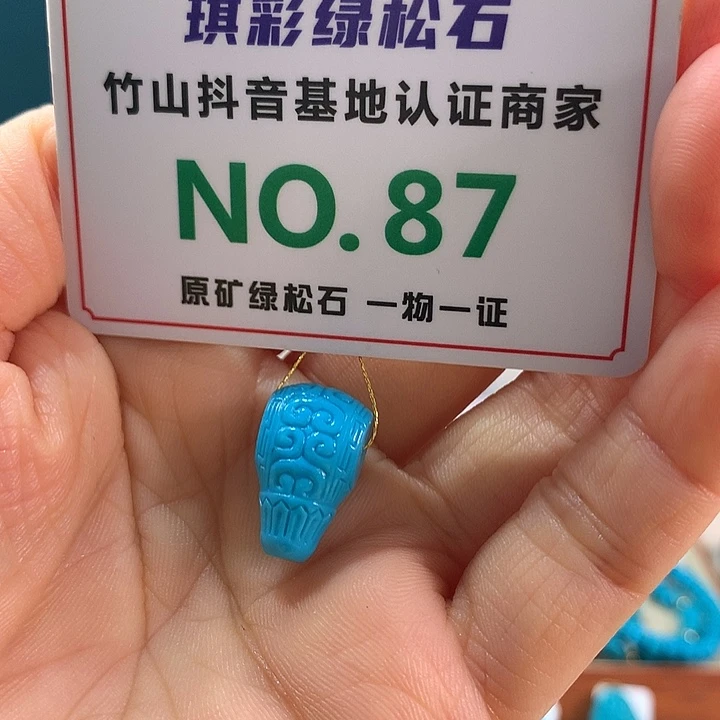 琪彩绿松石
竹山抖音基地认证商家
NO.87
原矿绿松石 一物一证